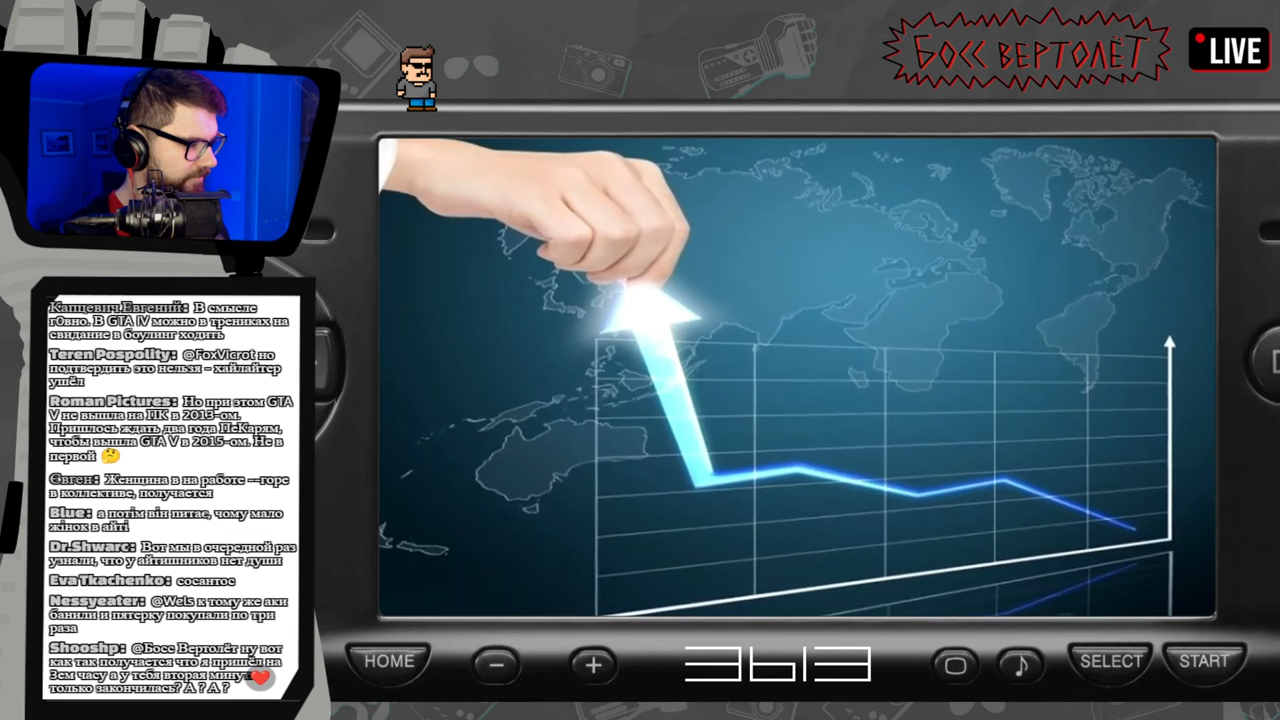 БОСС ВЕРТОЛЁТ
LIVE
Капцевич Евгений: В смысле
г0вно. В GTA IV можно в трениках на
свидание в боулинг ходить
Teren Pospolity: @FoxVicrot но
подтвердить это нельзя - хайлайтер
ушёл
Roman Pictures: Но при этом GTA
V не вышла на ПК в 2013-ом.
Пришлось ждать два года ПеКарям,
чтобы вышла GTA V в 2015-ом. Не в
первой 🤔
Євген: Женщина в на работе --горе
в коллективе, получается
Blue: а потім він питає, чому мало
жінок в айті
Dr.Shwarc: Вот мы в очередной раз
узнали, что у айтишников нет души
Eva Tkachenko: сосантос
Nessyeater: @Wels к тому же аки
банили и пятерку покупали по три
раза
Shooshp: @Босс Вертолёт ну вот
как так получается что я пришёл на
3ем часу а у тебя вторая минут
только закончилась? А ? А ?
HOME
3613
SELECT
START